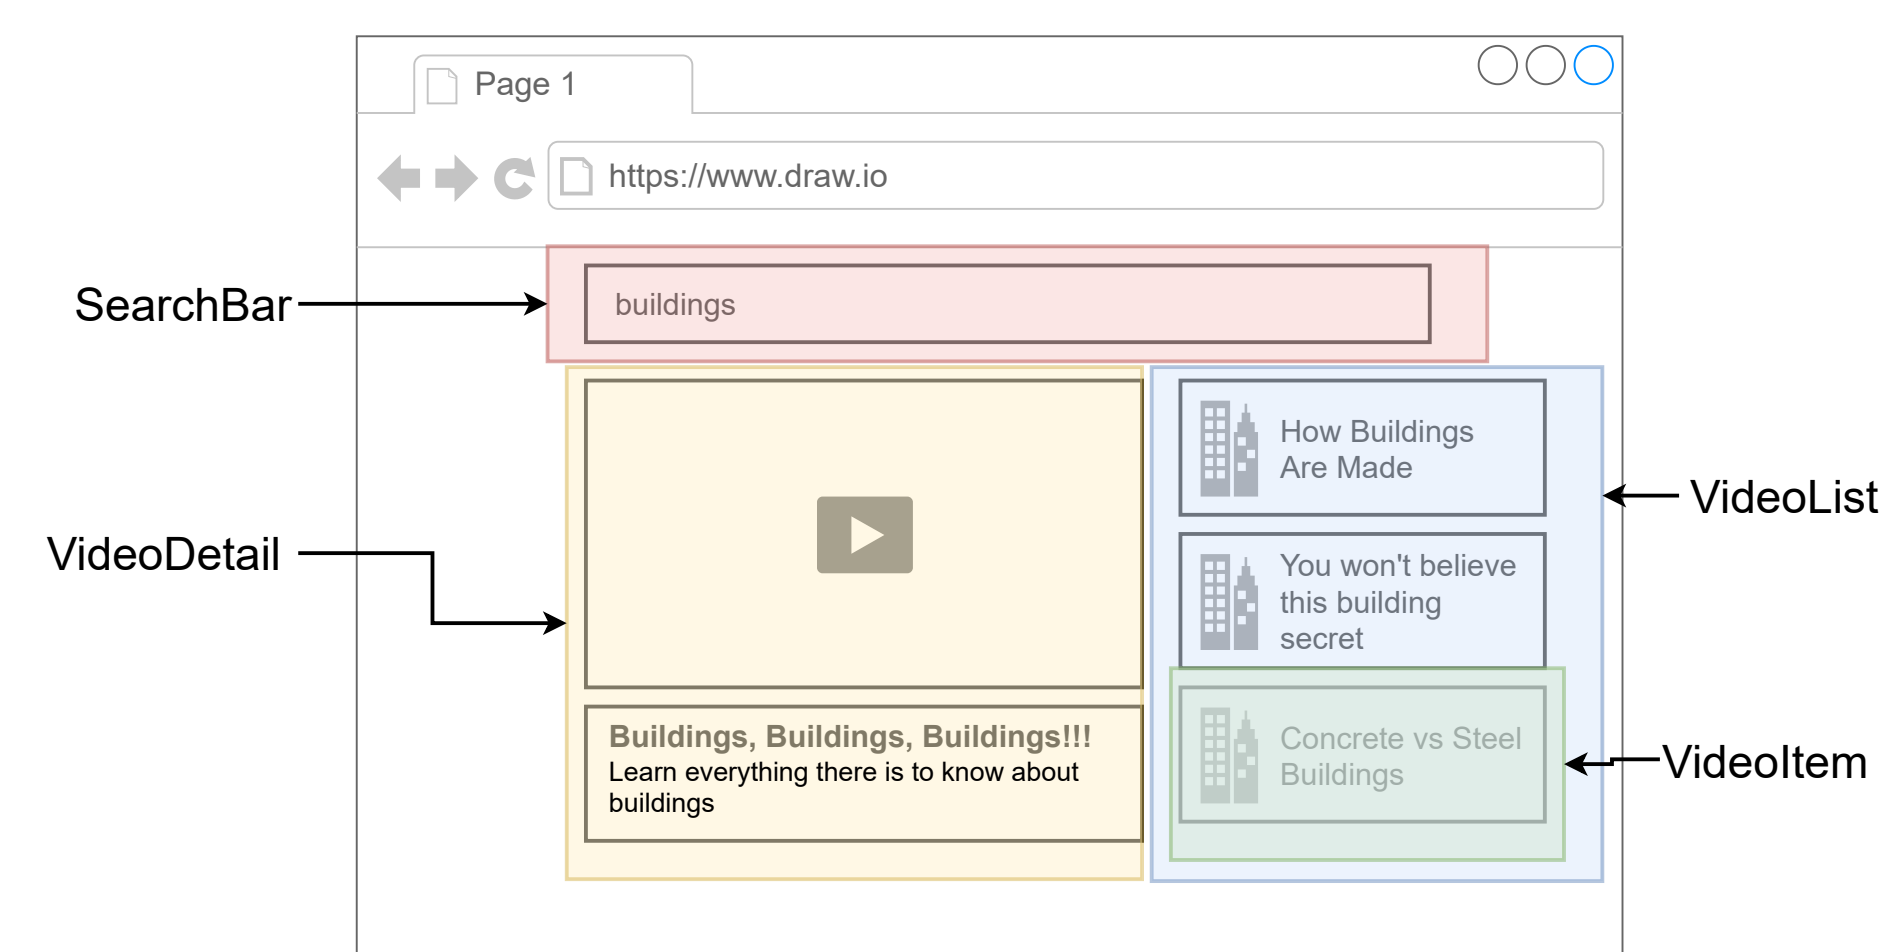 Page 1
https://www.draw.io
SearchBar
buildings
How Buildings
Are Made
VideoList
You won't believe
this building
secret
VideoDetail
Buildings, Buildings, Buildings!!!
Learn everything there is to know about
buildings
Concrete vs Steel
Buildings
VideoItem